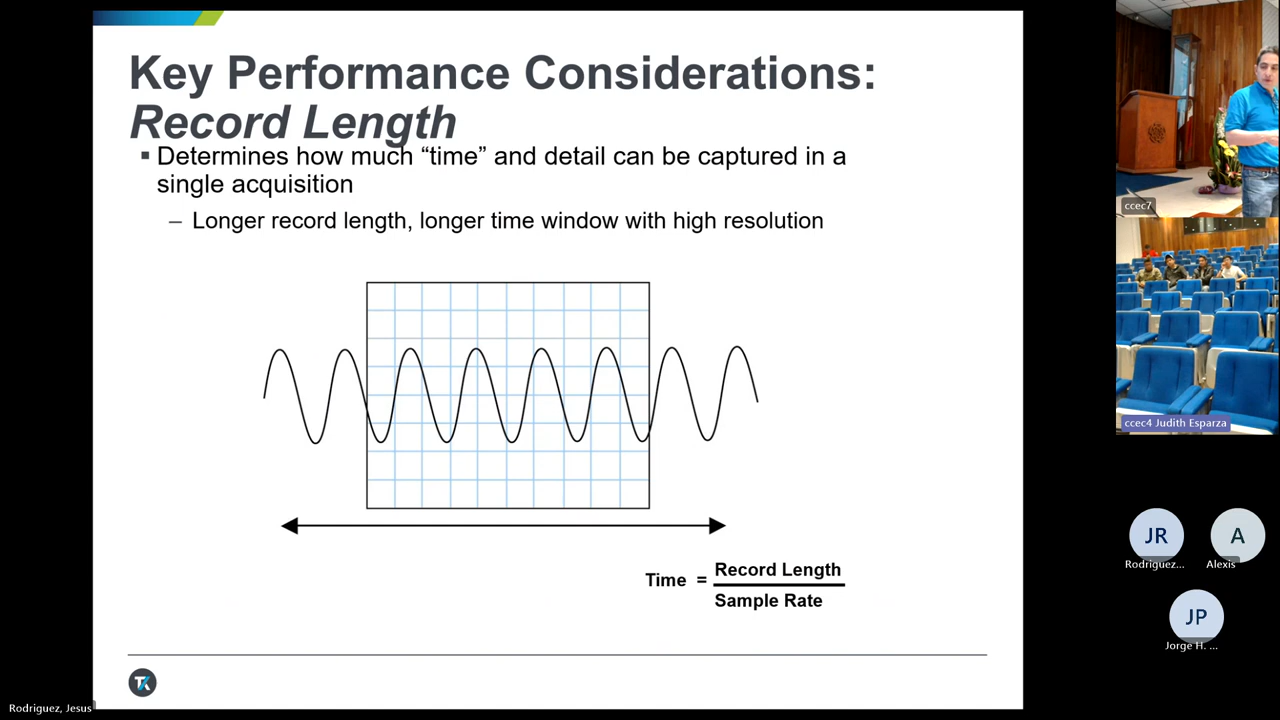 Key Performance Considerations:
Record Length
▪ Determines how much “time” and detail can be captured in a
single acquisition
– Longer record length, longer time window with high resolution
Time = Record Length
Sample Rate
Rodriguez, Jesus
ccec7
ccec4 Judith Esparza
JR
Rodriguez...
A
Alexis
JP
Jorge H. ...